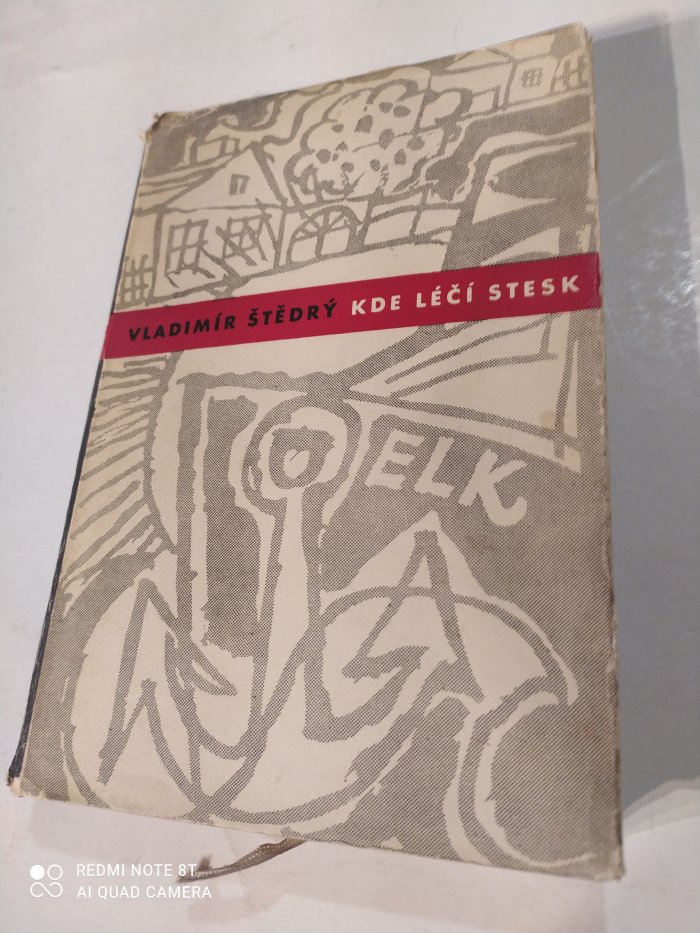 VLADIMÍR ŠTĚDRÝ KDE LÉČÍ STESK
ELK
REDMI NOTE 8T
AI QUAD CAMERA